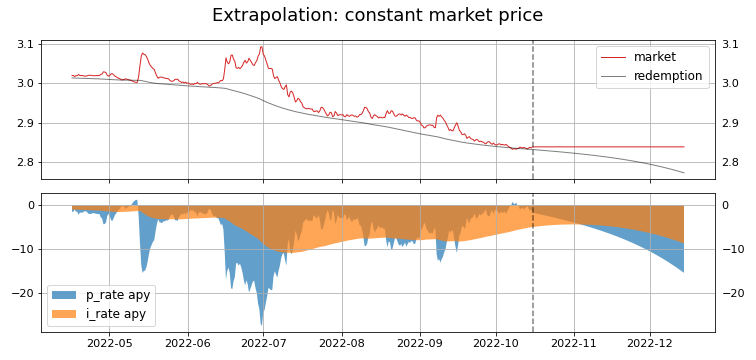 Extrapolation: constant market price
3.1 3.1
3.0 3.0
2.9 2.9
2.8 2.8
market
redemption
0 0
−10 −10
−20 −20
p_rate apy
i_rate apy
2022-05 2022-06 2022-07 2022-08 2022-09 2022-10 2022-11 2022-12